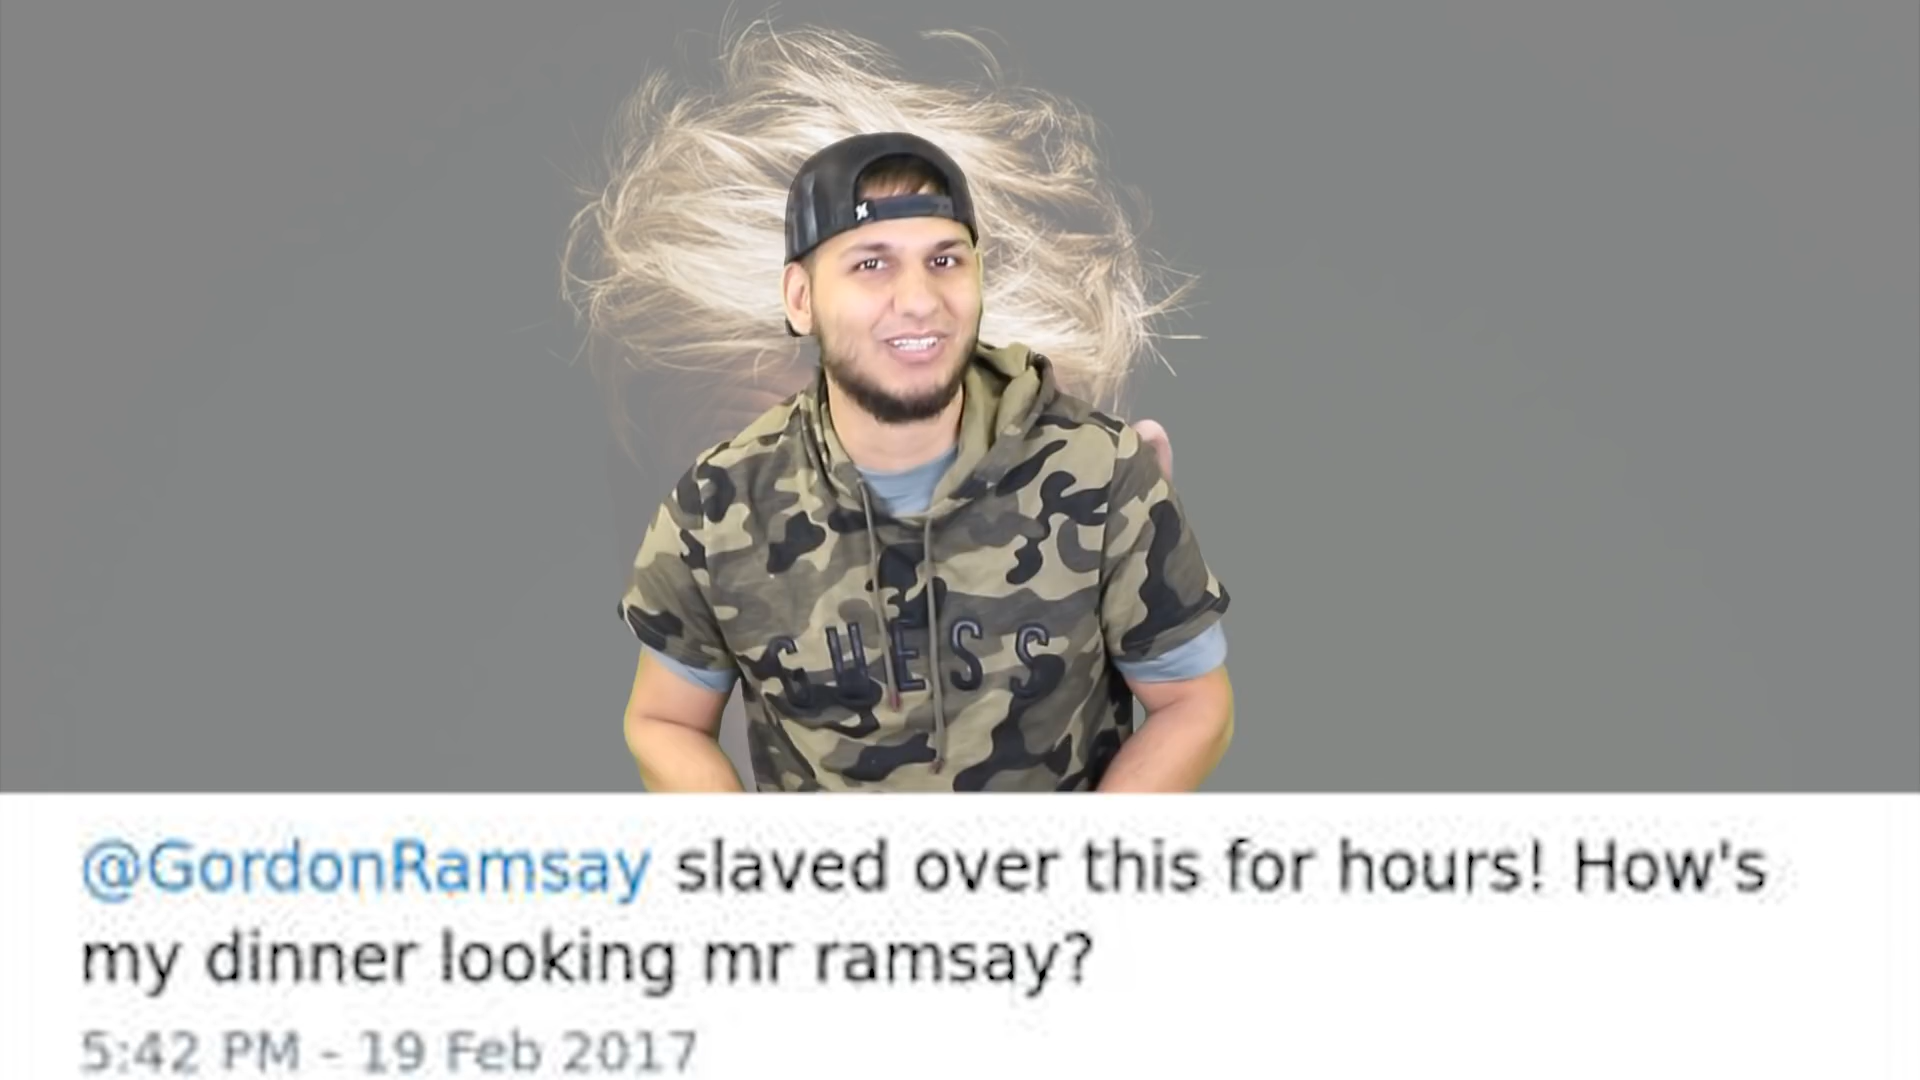 GUESS
@GordonRamsay slaved over this for hours! How's
my dinner looking mr ramsay?
5:42 PM - 19 Feb 2017